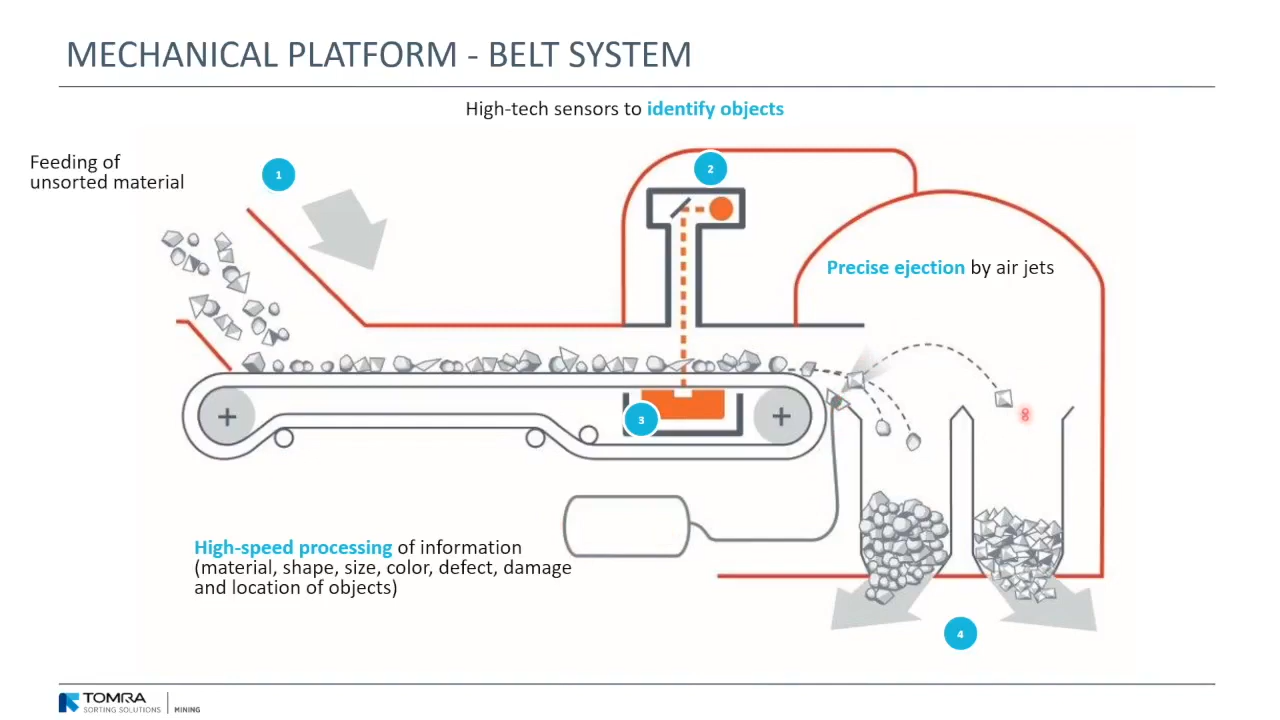 MECHANICAL PLATFORM - BELT SYSTEM
High-tech sensors to identify objects
Feeding of
unsorted material
1
2
Precise ejection by air jets
3
High-speed processing of information
(material, shape, size, color, defect, damage
and location of objects)
4
TOMRA
SORTING SOLUTIONS | MINING